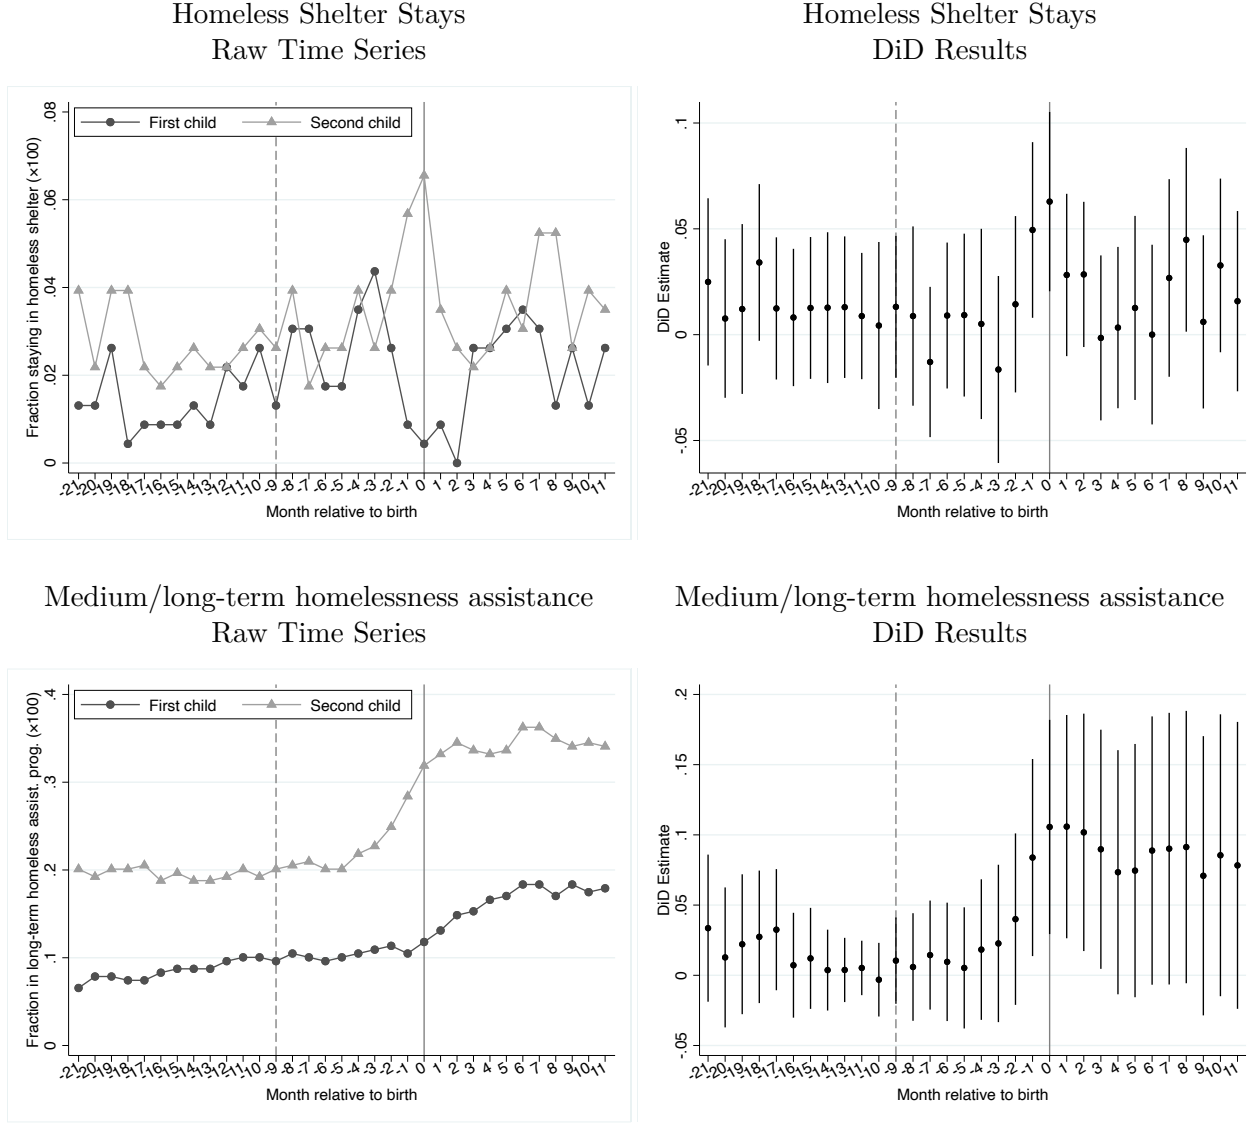 Homeless Shelter Stays
Raw Time Series
Fraction staying in homeless shelter (×100)
.08
.06
.04
.02
0
First child
Second child
-21 -20 -19 -18 -17 -16 -15 -14 -13 -12 -11 -10 -9 -8 -7 -6 -5 -4 -3 -2 -1 0 1 2 3 4 5 6 7 8 9 10 11
Month relative to birth
Homeless Shelter Stays
DiD Results
DiD Estimate
.1
.05
0
-.05
-21 -20 -19 -18 -17 -16 -15 -14 -13 -11 -10 -9 -8 -7 -6 -5 -4 -3 -2 -1 0 1 2 3 4 5 6 7 8 9 10 11
Month relative to birth
Medium/long-term homelessness assistance
Raw Time Series
Fraction in long-term homeless assist. prog. (×100)
.4
.3
.2
.1
0
First child
Second child
-21 -20 -19 -18 -17 -16 -15 -14 -13 -12 -11 -10 -9 -8 -7 -6 -5 -4 -3 -2 -1 0 1 2 3 4 5 6 7 8 9 10 11
Month relative to birth
Medium/long-term homelessness assistance
DiD Results
DiD Estimate
.2
.15
.1
.05
0
-.05
-21 -20 -19 -18 -17 -16 -15 -14 -13 -11 -10 -9 -8 -7 -6 -5 -4 -3 -2 -1 0 1 2 3 4 5 6 7 8 9 10 11
Month relative to birth